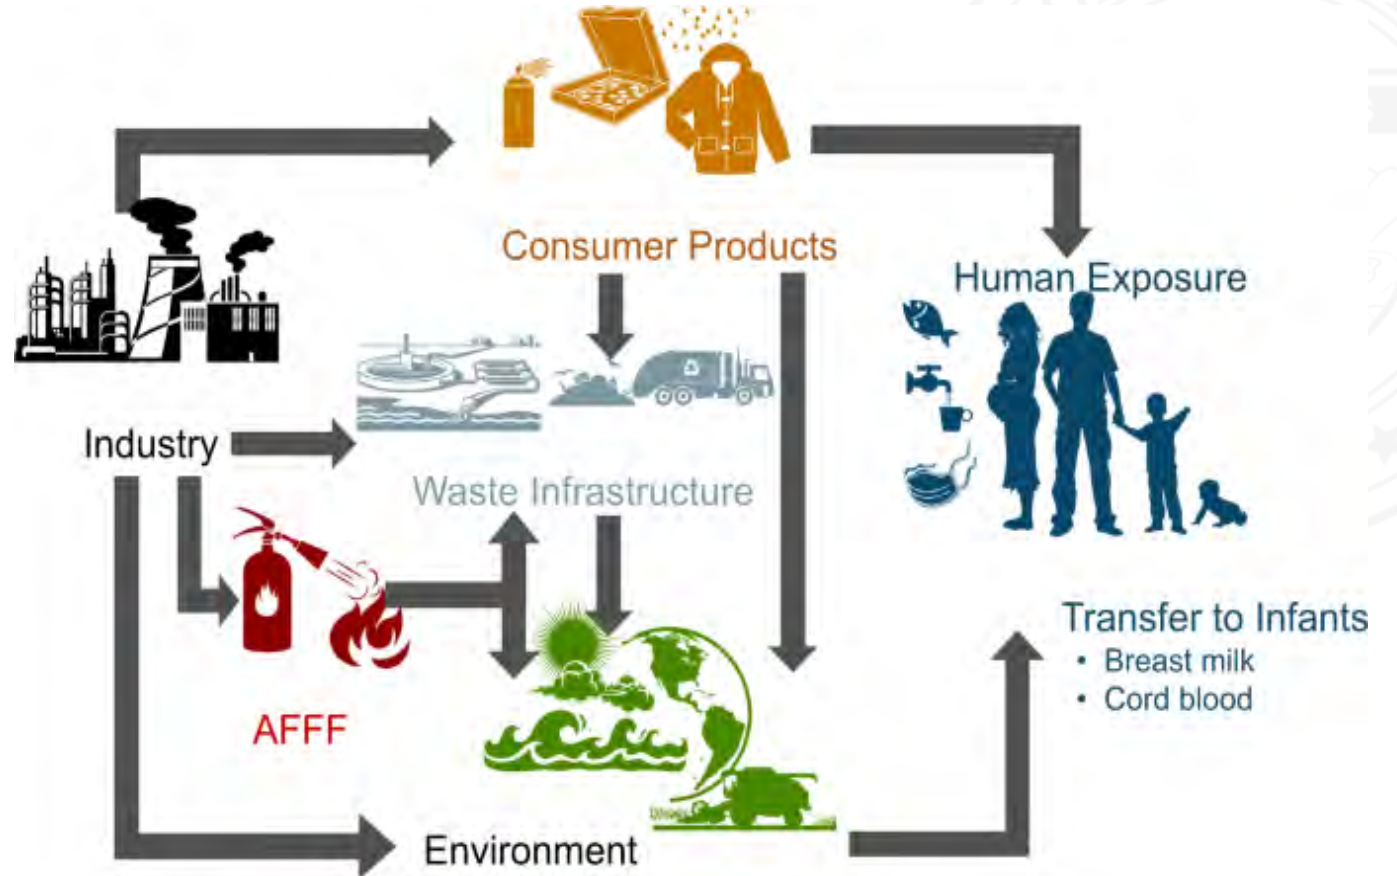 Consumer Products
Human Exposure
Industry
Waste Infrastructure
Transfer to Infants
• Breast milk
• Cord blood
AFFF
Environment